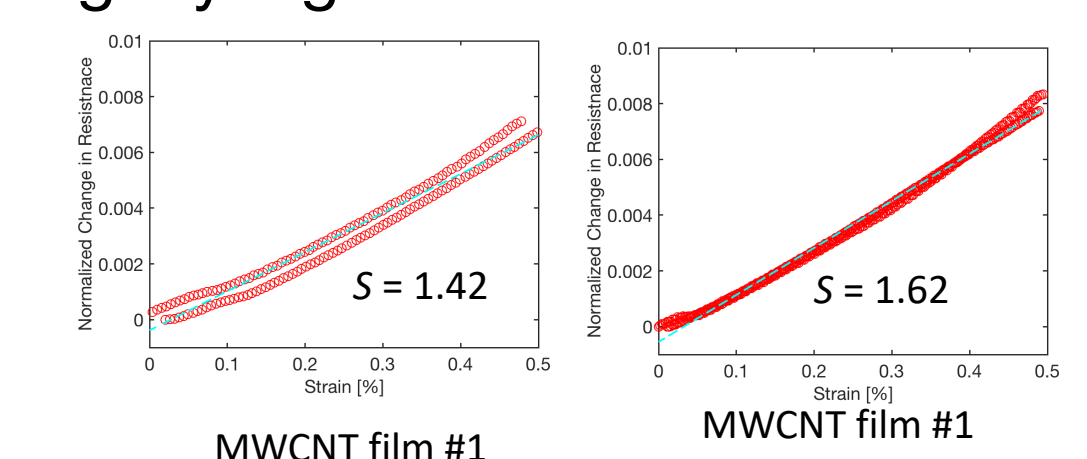 0.01
0.008
0.006
0.004
0.002
0
Normalized Change in Resistnace
S = 1.42
0 0.1 0.2 0.3 0.4 0.5
Strain [%]
MWCNT film #1
0.01
0.008
0.006
0.004
0.002
0
Normalized Change in Resistnace
S = 1.62
0 0.1 0.2 0.3 0.4 0.5
Strain [%]
MWCNT film #1